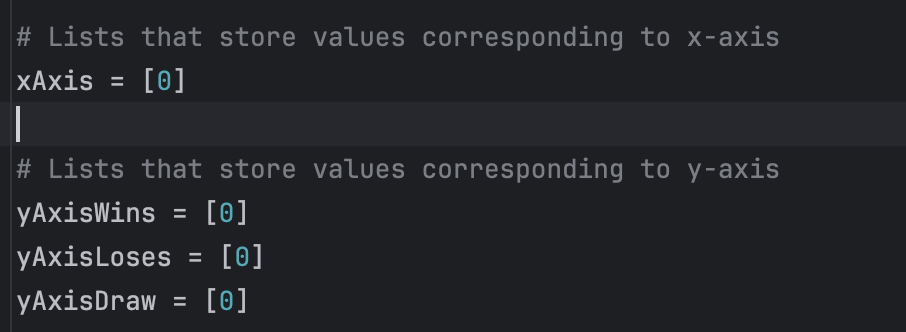 # Lists that store values corresponding to x-axis
xAxis = [0]
# Lists that store values corresponding to y-axis
yAxisWins = [0]
yAxisLoses = [0]
yAxisDraw = [0]